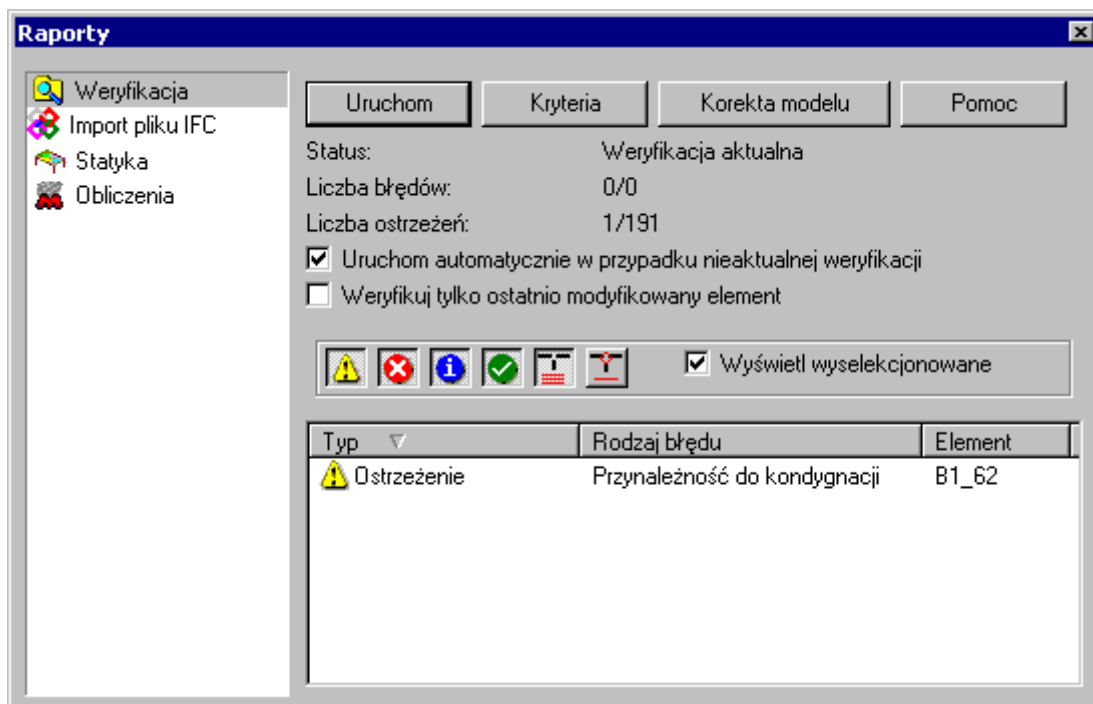 Raporty
Weryfikacja
Import pliku IFC
Statyka
Obliczenia
Uruchom Kryteria Korekta modelu Pomoc
Status: Weryfikacja aktualna
Liczba błędów: 0/0
Liczba ostrzeżeń: 1/191
Uruchom automatycznie w przypadku nieaktualnej weryfikacji
Weryfikuj tylko ostatnio modyfikowany element
Wyświetl wyselekcjonowane
Typ Rodzaj błędu Element
Ostrzeżenie Przynależność do kondygnacji B1_62